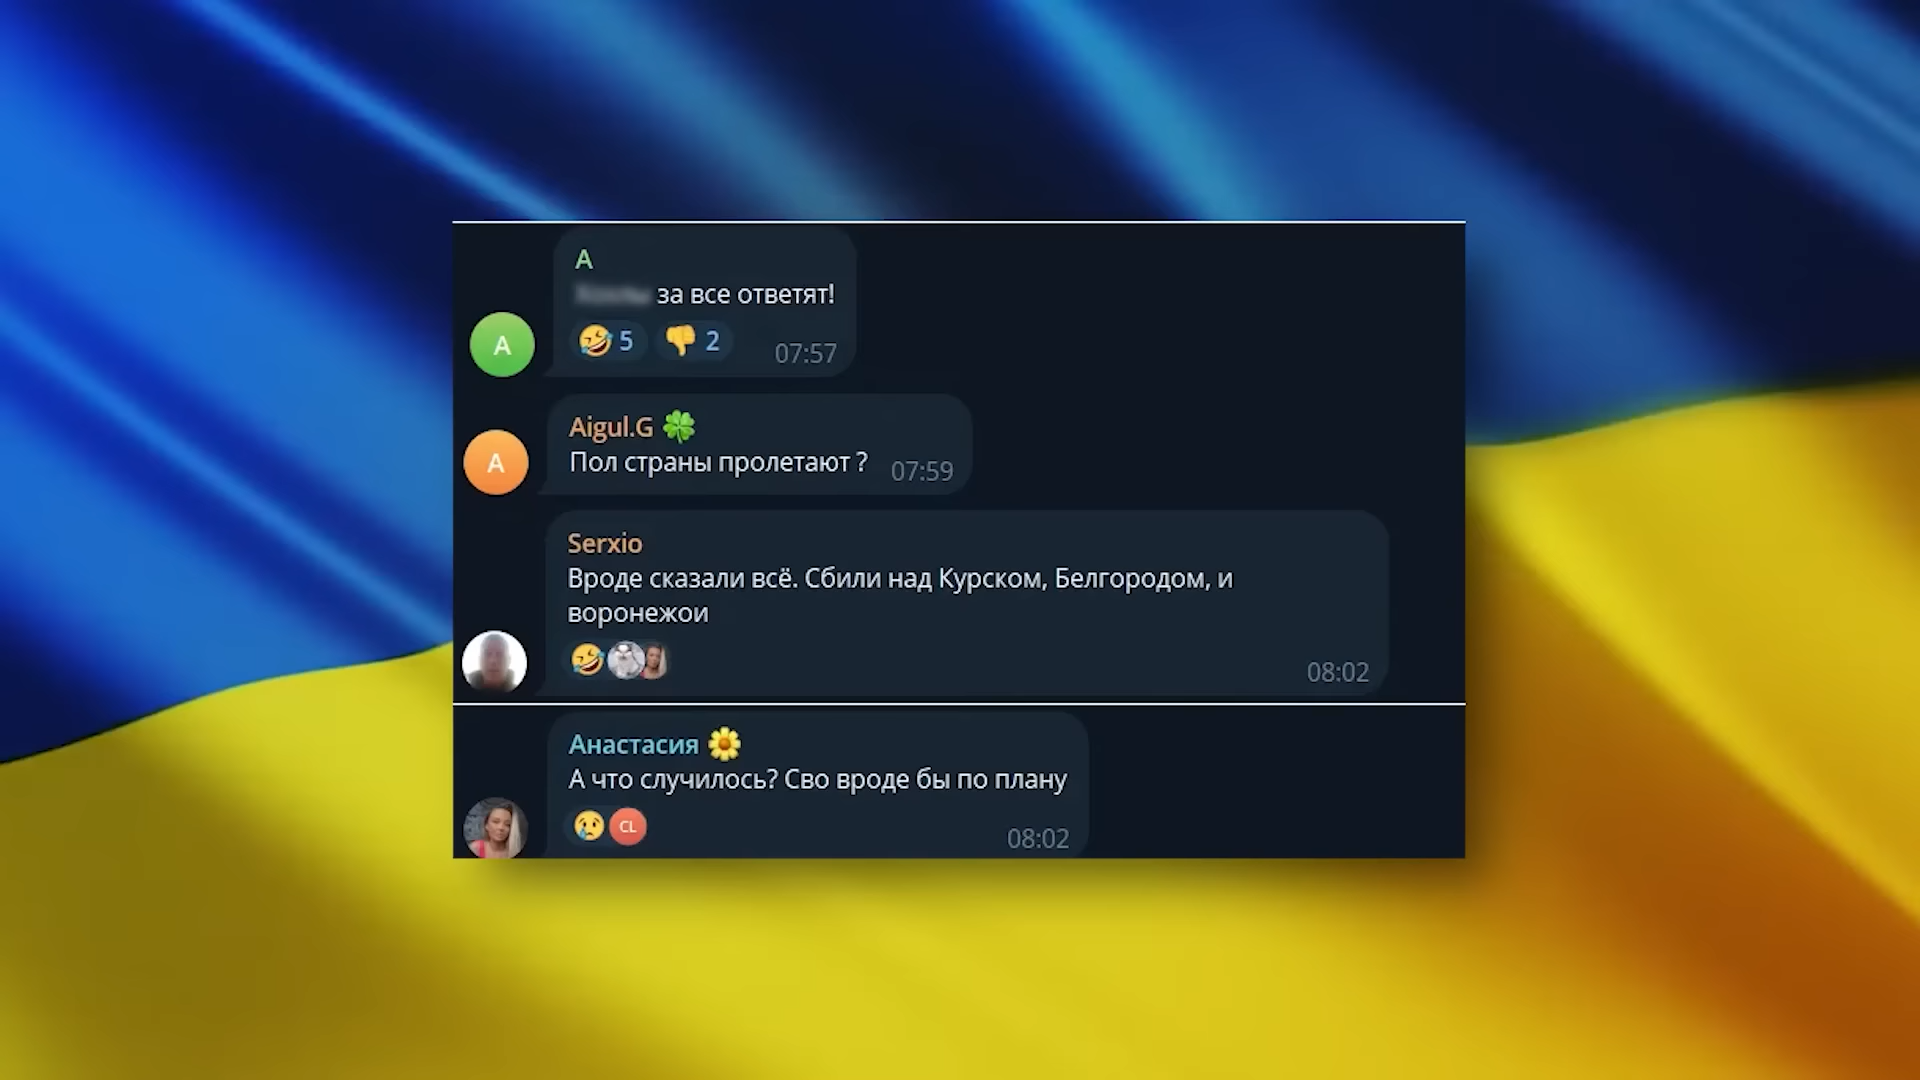 A
за все ответят!
5 2 07:57
A
Aigul.G
Пол страны пролетают ? 07:59
A
Serxio
Вроде сказали всё. Сбили над Курском, Белгородом, и
воронежои
08:02
Анастасия
А что случилось? Сво вроде бы по плану
CL 08:02